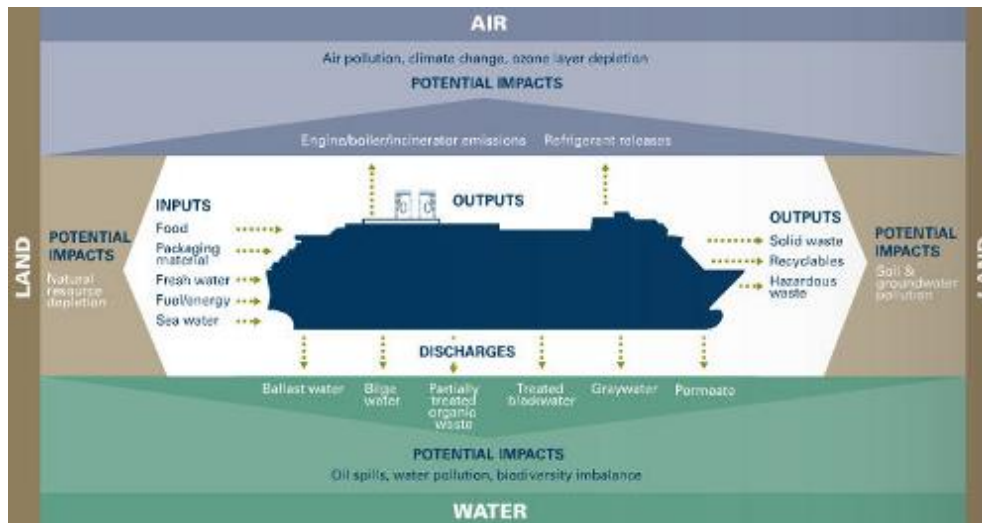 AIR
Air pollution, climate change, ozone layer depletion
POTENTIAL IMPACTS
Engine/boiler/incinerator emissions
Refrigerant releases
LAND
POTENTIAL
IMPACTS
Natural
resource
depletion
INPUTS
Food
Packaging
material
Fresh water
Fuel/energy
Sea water
OUTPUTS
OUTPUTS
Solid waste
Recyclables
Hazardous
waste
POTENTIAL
IMPACTS
Soil &
groundwater
pollution
LAND
DISCHARGES
Ballast water
Bilge
water
Partially
treated
organic
waste
Treated
blackwater
Graywater
Permeate
POTENTIAL IMPACTS
Oil spills, water pollution, biodiversity imbalance
WATER